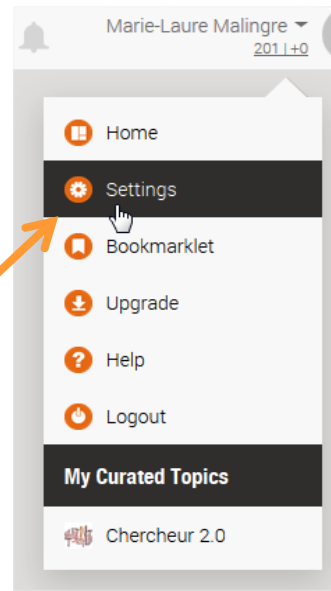 Marie-Laure Malingre
201 | +0
Home
Settings
Bookmarklet
Upgrade
Help
Logout
My Curated Topics
Chercheur 2.0